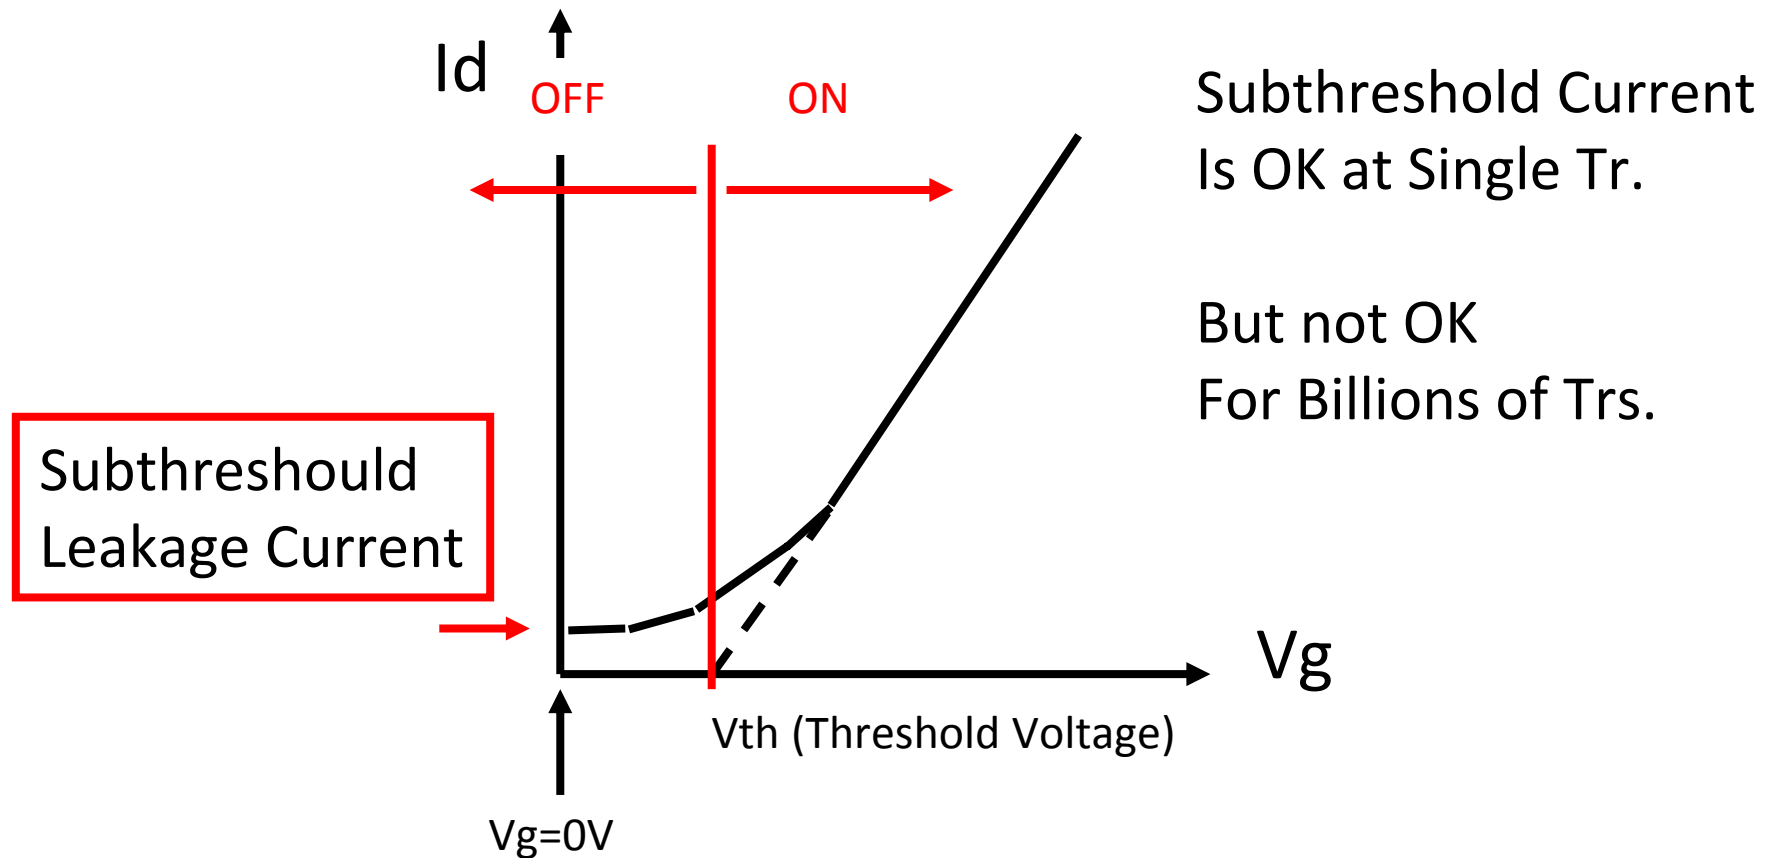 Id
OFF
ON
Subthreshold Current
Is OK at Single Tr.
But not OK
For Billions of Trs.
Subthreshould
Leakage Current
Vg
Vth (Threshold Voltage)
Vg=0V